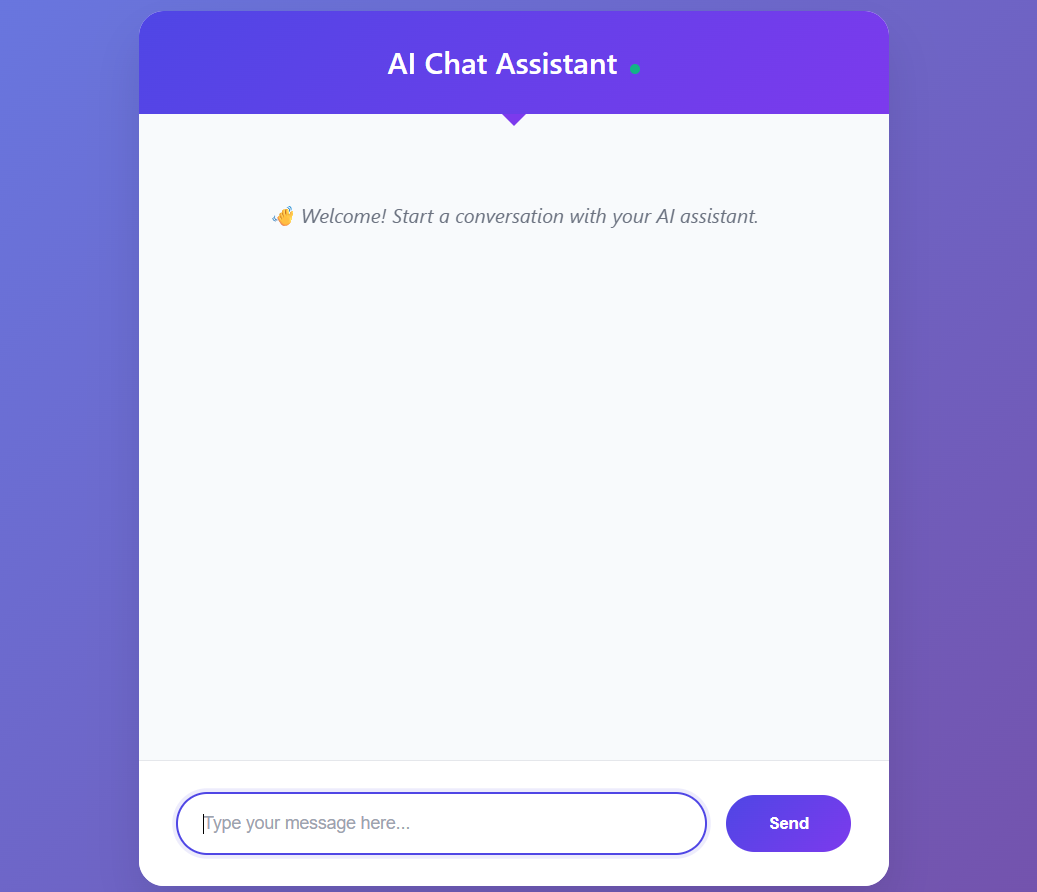 AI Chat Assistant
👋 Welcome! Start a conversation with your AI assistant.
Type your message here...
Send